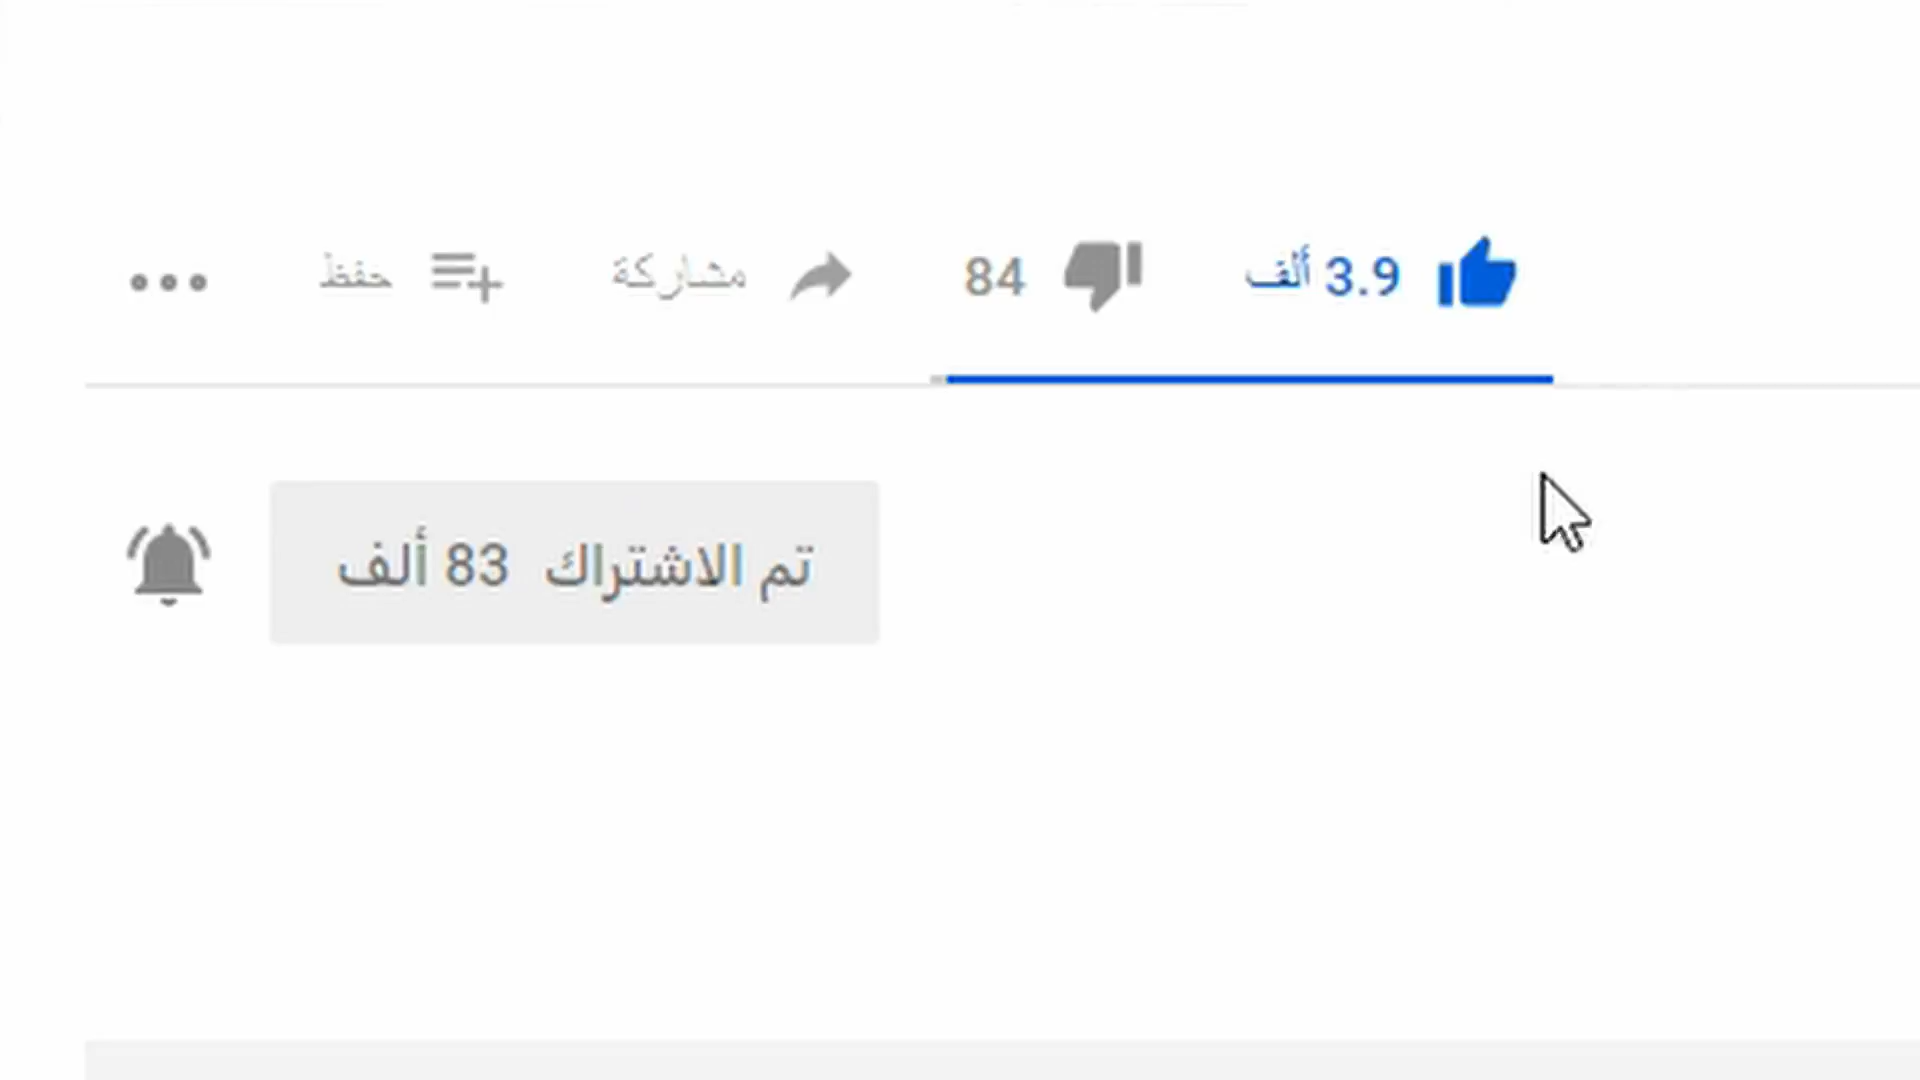 3.9 ألف 84 مشاركة حفظ
تم الاشتراك 83 ألف